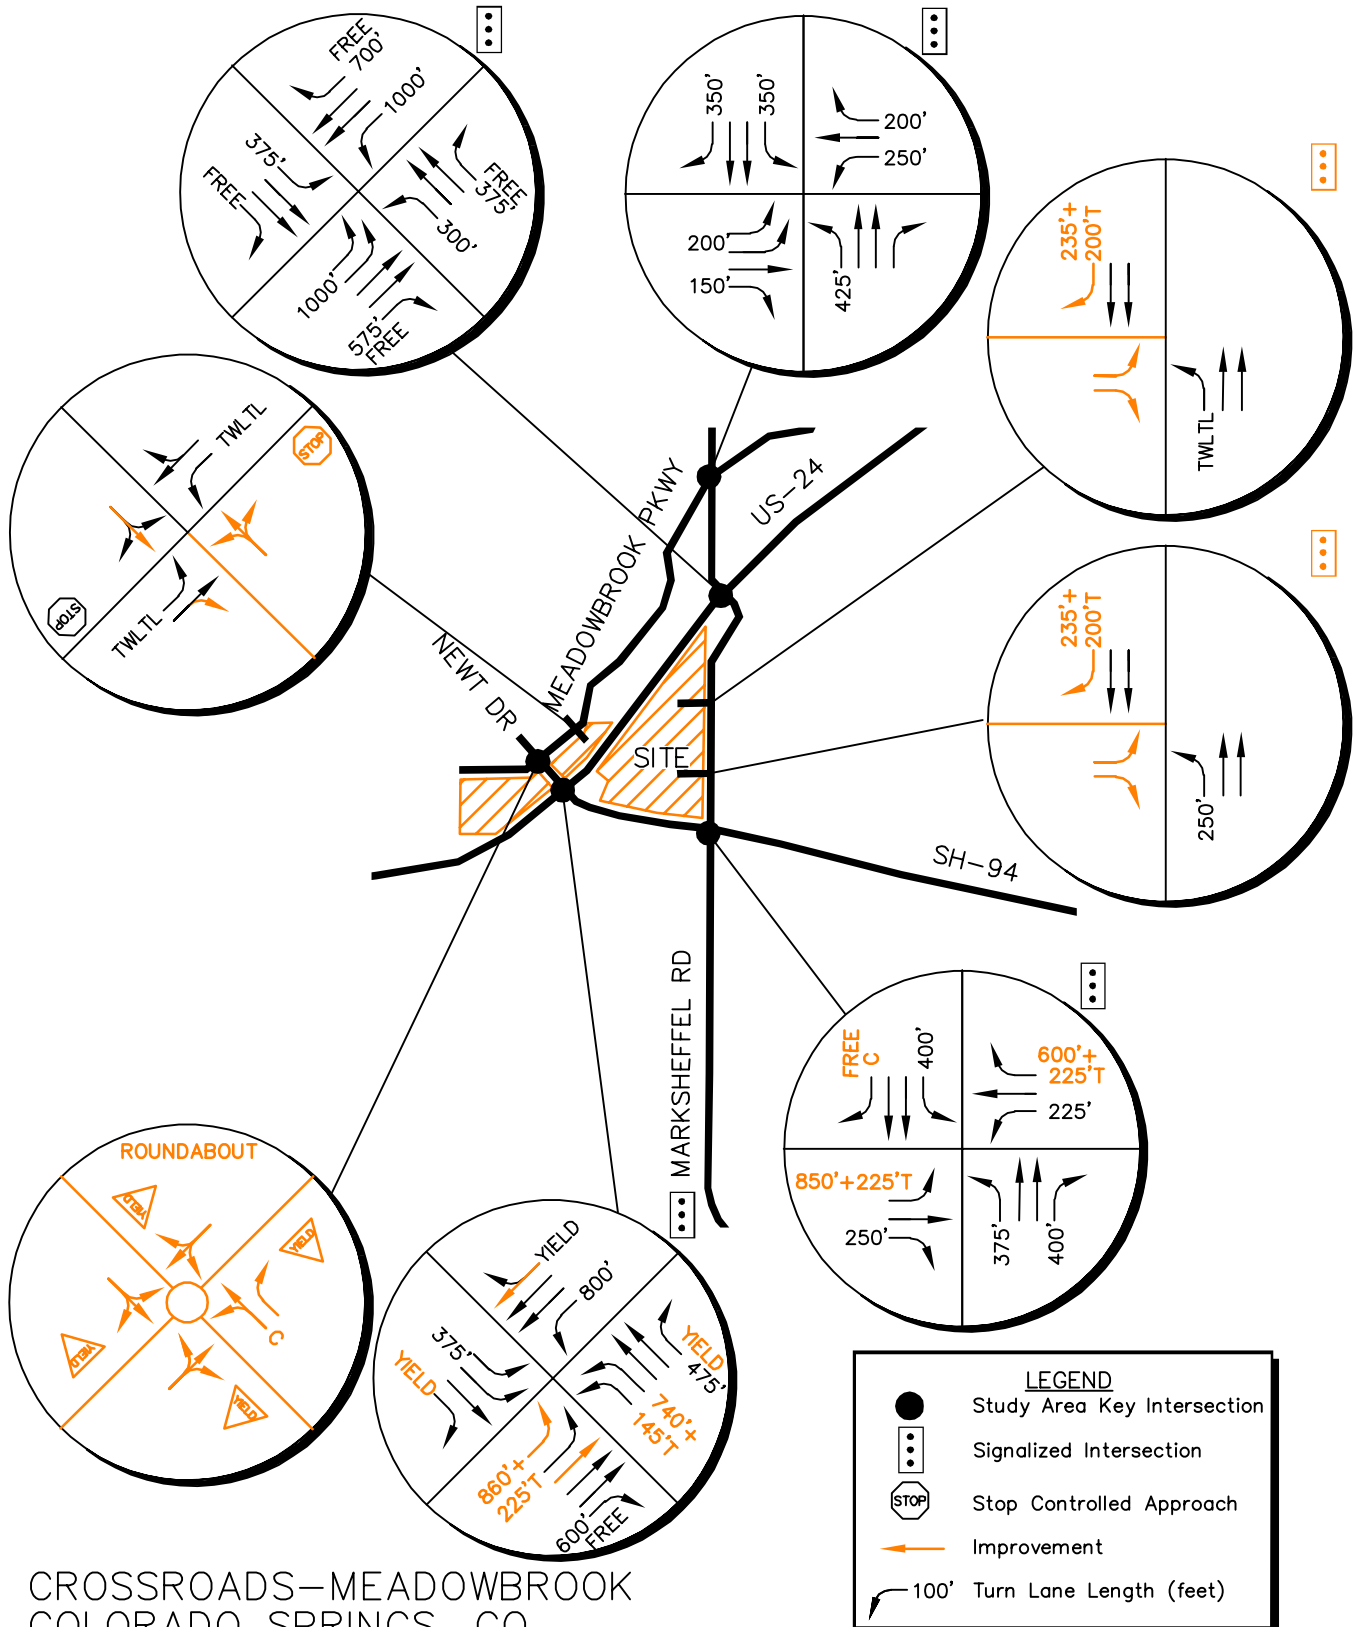 FREE
700'
1000'
375'
FREE
FREE
375'
300'
1000'
575'
FREE
350'
350'
200'
250'
200'
150'
425'
235'+
200'T
TWLTL
TWLTL
STOP
STOP
TWLTL
MEADOWBROOK PKWY
US-24
NEWT DR
SITE
SH-94
MARKSHEFFEL RD
235'+
200'T
250'
FREE
C
400'
600'+
225'T
225'
850'+225'T
250'
375'
400'
ROUNDABOUT
YIELD
YIELD
YIELD
YIELD
C
YIELD
800'
375'
YIELD
YIELD
475'
740'+
145'T
860'+
225'T
600'
FREE
LEGEND
Study Area Key Intersection
Signalized Intersection
STOP
Stop Controlled Approach
Improvement
100'
Turn Lane Length (feet)
CROSSROADS-MEADOWBROOK
COLORADO SPRINGS, CO